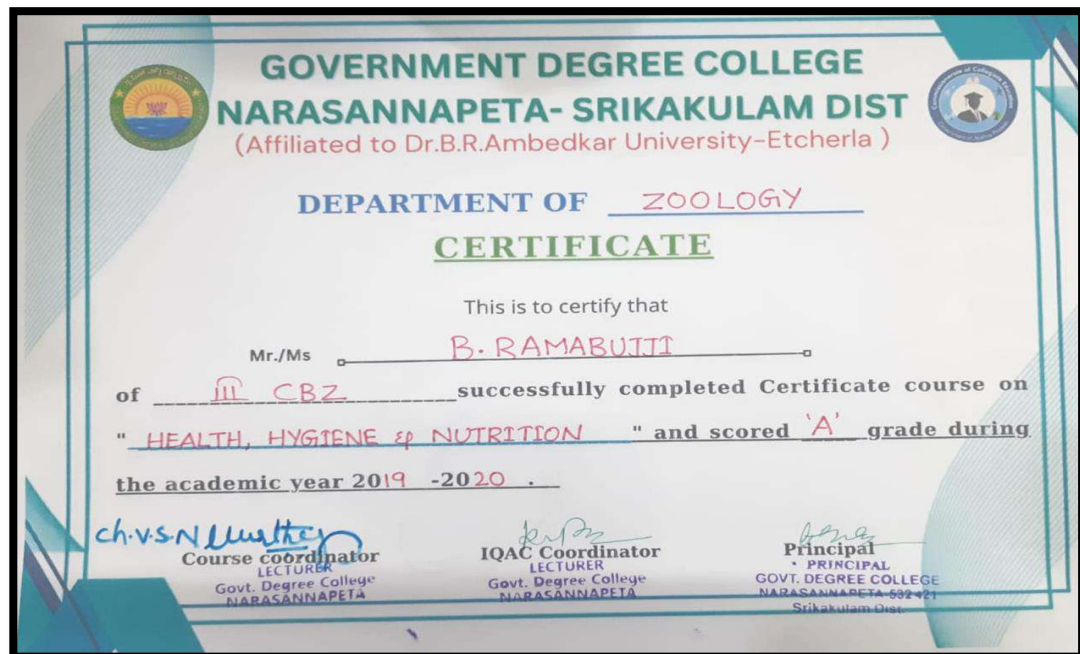 GOVERNMENT DEGREE COLLEGE
NARASANNAPETA- SRIKAKULAM DIST
(Affiliated to Dr.B.R.Ambedkar University-Etcherla )
DEPARTMENT OF ZOOLOGY
CERTIFICATE
This is to certify that
Mr./Ms B. RAMABUJJI
of III CBZ successfully completed Certificate course on
" HEALTH, HYGIENE & NUTRITION " and scored 'A' grade during
the academic year 2019 -2020 .
Ch.V.S.N Murthy
Course coordinator
LECTURER
Govt. Degree College
NARASANNAPETA
IQAC Coordinator
LECTURER
Govt. Degree College
NARASANNAPETA
Principal
PRINCIPAL
GOVT. DEGREE COLLEGE
NARASANNAPETA-532421
Srikakulam Dist.